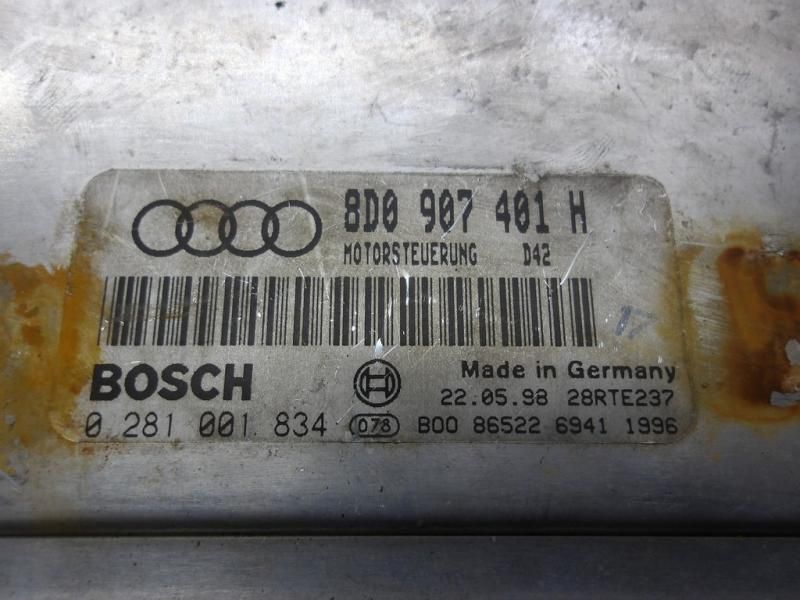 8D0 907 401 H
MOTORSTEUERUNG D42
17
BOSCH
Made in Germany
22.05.98 28RTE237
0 281 001 834 078 B00 86522 6941 1996